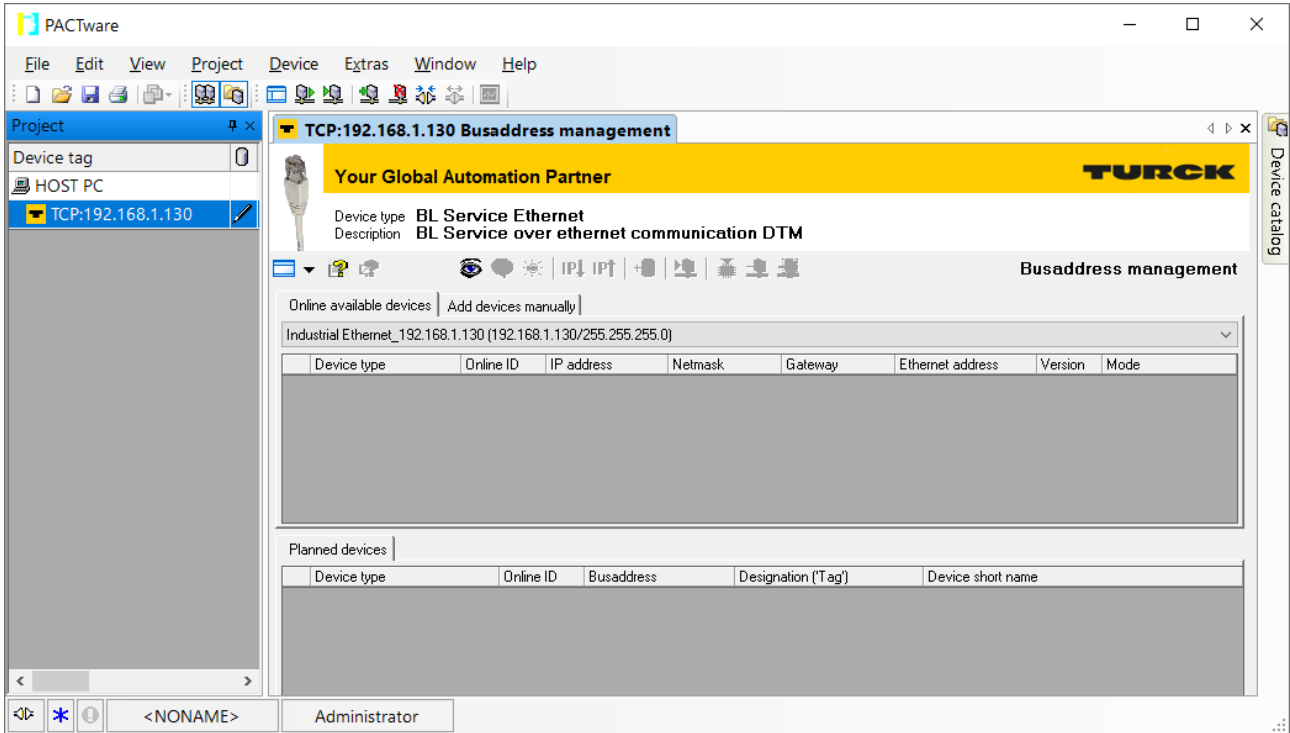 PACTware
File Edit View Project Device Extras Window Help
Project
Device tag
HOST PC
TCP:192.168.1.130
TCP:192.168.1.130 Busaddress management
Your Global Automation Partner
TURCK
Device type BL Service Ethernet
Description BL Service over ethernet communication DTM
IP IP
Busaddress management
Online available devices Add devices manually
Industrial Ethernet_192.168.1.130 (192.168.1.130/255.255.255.0)
Device type Online ID IP address Netmask Gateway Ethernet address Version Mode
Planned devices
Device type Online ID Busaddress Designation ('Tag') Device short name
Device catalog
<NONAME> Administrator